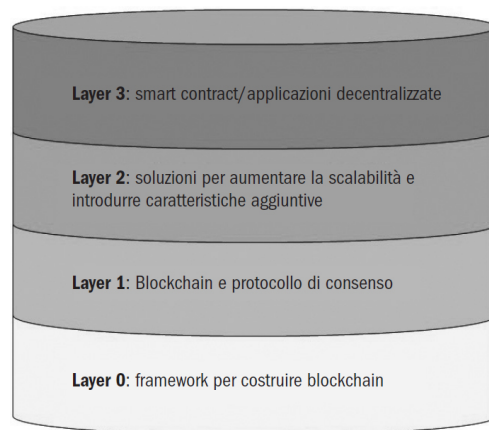 Layer 3: smart contract/applicazioni decentralizzate
Layer 2: soluzioni per aumentare la scalabilità e
introdurre caratteristiche aggiuntive
Layer 1: Blockchain e protocollo di consenso
Layer 0: framework per costruire blockchain